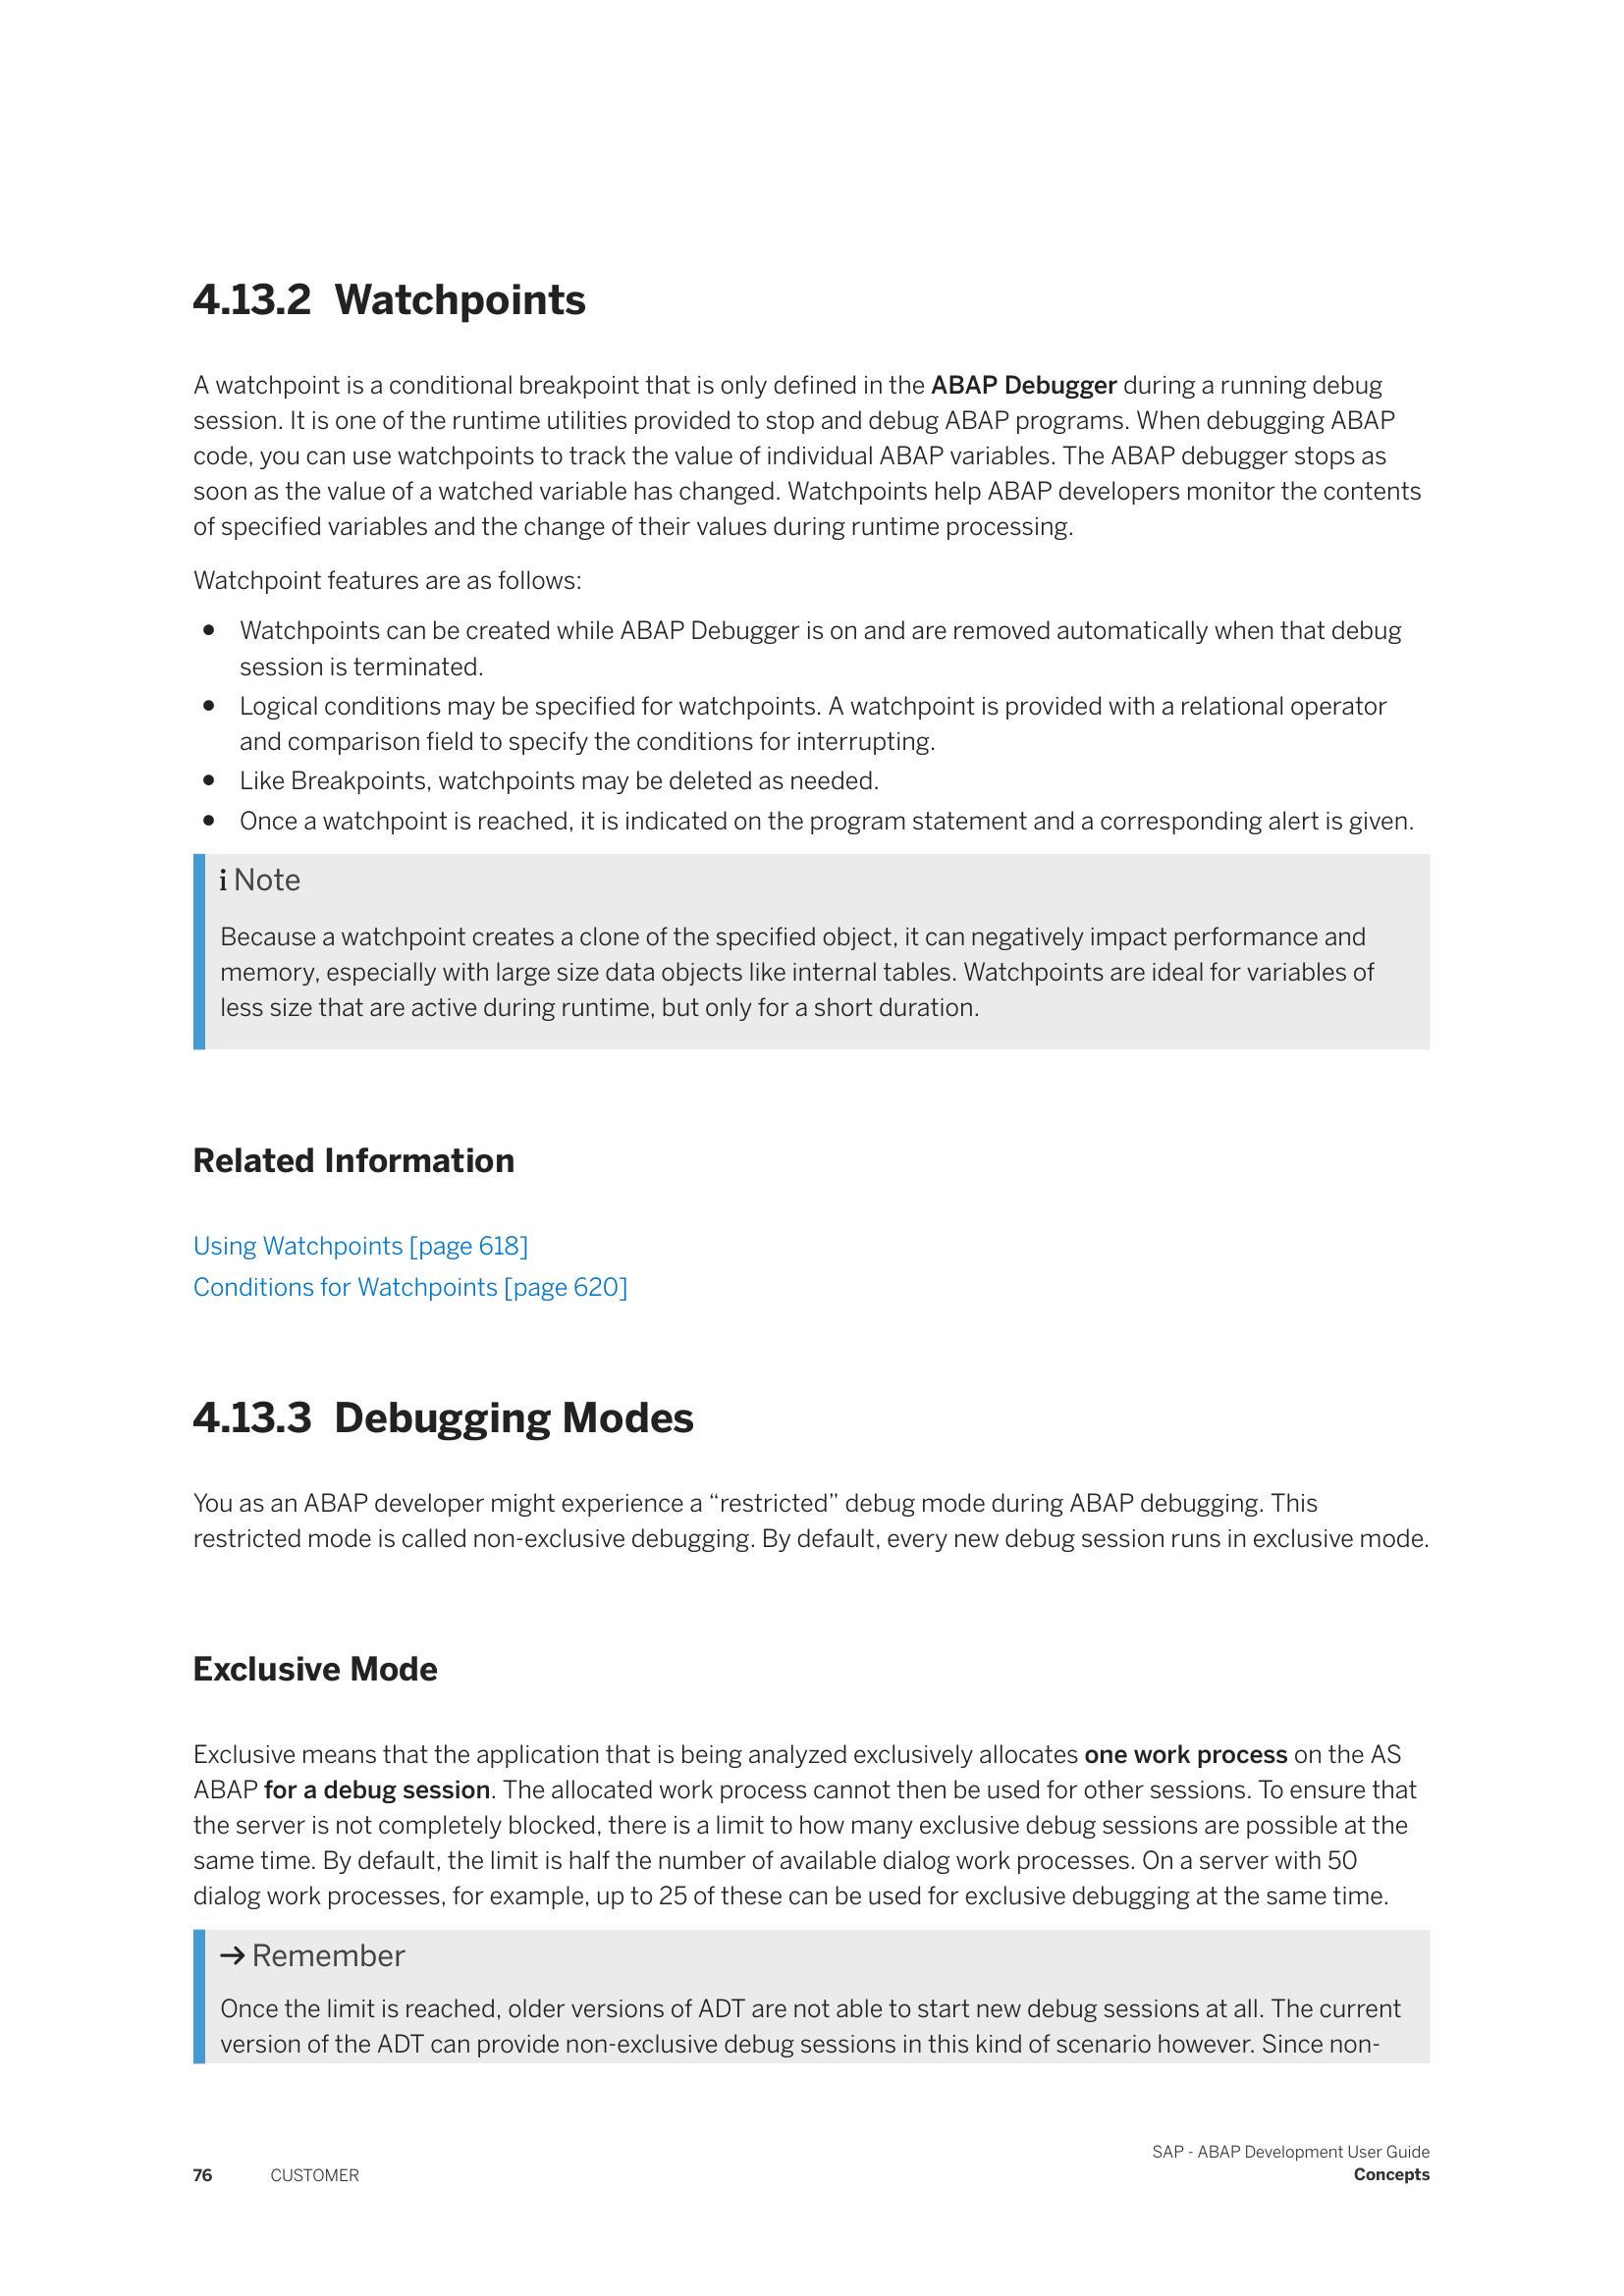 4.13.2 Watchpoints
A watchpoint is a conditional breakpoint that is only defined in the ABAP Debugger during a running debug
session. It is one of the runtime utilities provided to stop and debug ABAP programs. When debugging ABAP
code, you can use watchpoints to track the value of individual ABAP variables. The ABAP debugger stops as
soon as the value of a watched variable has changed. Watchpoints help ABAP developers monitor the contents
of specified variables and the change of their values during runtime processing.
Watchpoint features are as follows:
● Watchpoints can be created while ABAP Debugger is on and are removed automatically when that debug
session is terminated.
● Logical conditions may be specified for watchpoints. A watchpoint is provided with a relational operator
and comparison field to specify the conditions for interrupting.
● Like Breakpoints, watchpoints may be deleted as needed.
● Once a watchpoint is reached, it is indicated on the program statement and a corresponding alert is given.
i Note
Because a watchpoint creates a clone of the specified object, it can negatively impact performance and
memory, especially with large size data objects like internal tables. Watchpoints are ideal for variables of
less size that are active during runtime, but only for a short duration.
Related Information
Using Watchpoints [page 618]
Conditions for Watchpoints [page 620]
4.13.3 Debugging Modes
You as an ABAP developer might experience a “restricted” debug mode during ABAP debugging. This
restricted mode is called non-exclusive debugging. By default, every new debug session runs in exclusive mode.
Exclusive Mode
Exclusive means that the application that is being analyzed exclusively allocates one work process on the AS
ABAP for a debug session. The allocated work process cannot then be used for other sessions. To ensure that
the server is not completely blocked, there is a limit to how many exclusive debug sessions are possible at the
same time. By default, the limit is half the number of available dialog work processes. On a server with 50
dialog work processes, for example, up to 25 of these can be used for exclusive debugging at the same time.
→ Remember
Once the limit is reached, older versions of ADT are not able to start new debug sessions at all. The current
version of the ADT can provide non-exclusive debug sessions in this kind of scenario however. Since non-
SAP - ABAP Development User Guide
76 CUSTOMER Concepts